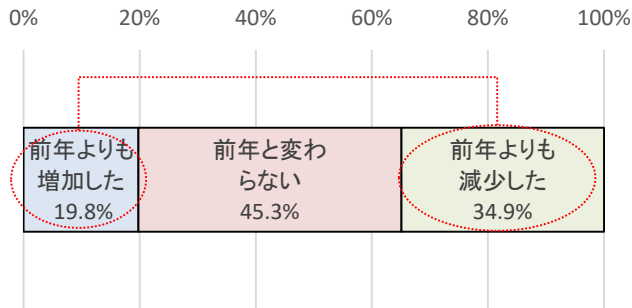 0% 20% 40% 60% 80% 100%
前年よりも
増加した
19.8%
前年と変わ
らない
45.3%
前年よりも
減少した
34.9%